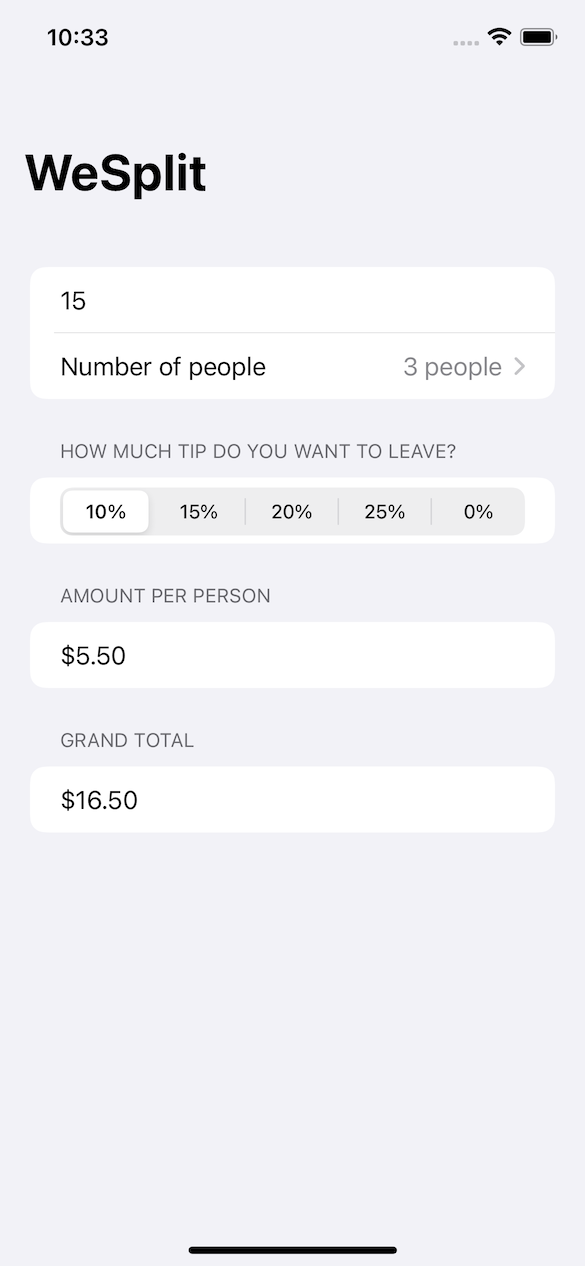 10:33
WeSplit
15
Number of people 3 people
HOW MUCH TIP DO YOU WANT TO LEAVE?
10% 15% 20% 25% 0%
AMOUNT PER PERSON
$5.50
GRAND TOTAL
$16.50